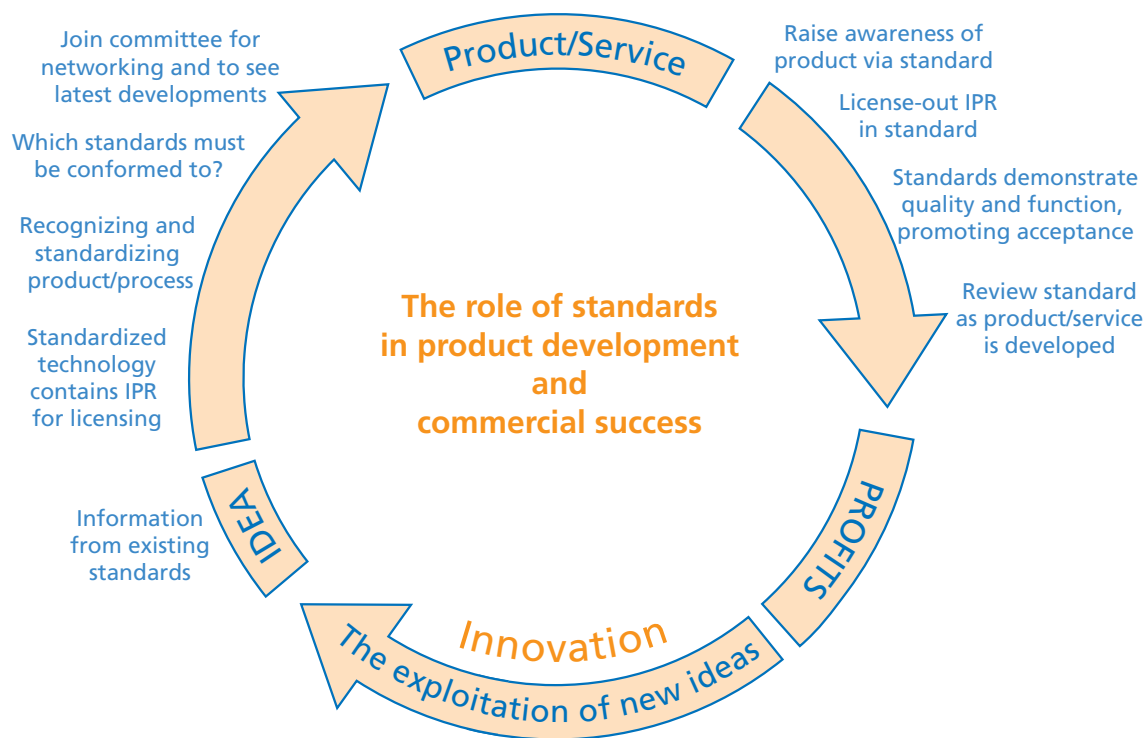 Join committee for
networking and to see
latest developments
Which standards must
be conformed to?
Recognizing and
standardizing
product/process
Standardized
technology
contains IPR
for licensing
Information
from existing
standards
IDEA
Product/Service
Raise awareness of
product via standard
License-out IPR
in standard
Standards demonstrate
quality and function,
promoting acceptance
Review standard
as product/service
is developed
PROFITS
The role of standards
in product development
and
commercial success
Innovation
The exploitation of new ideas